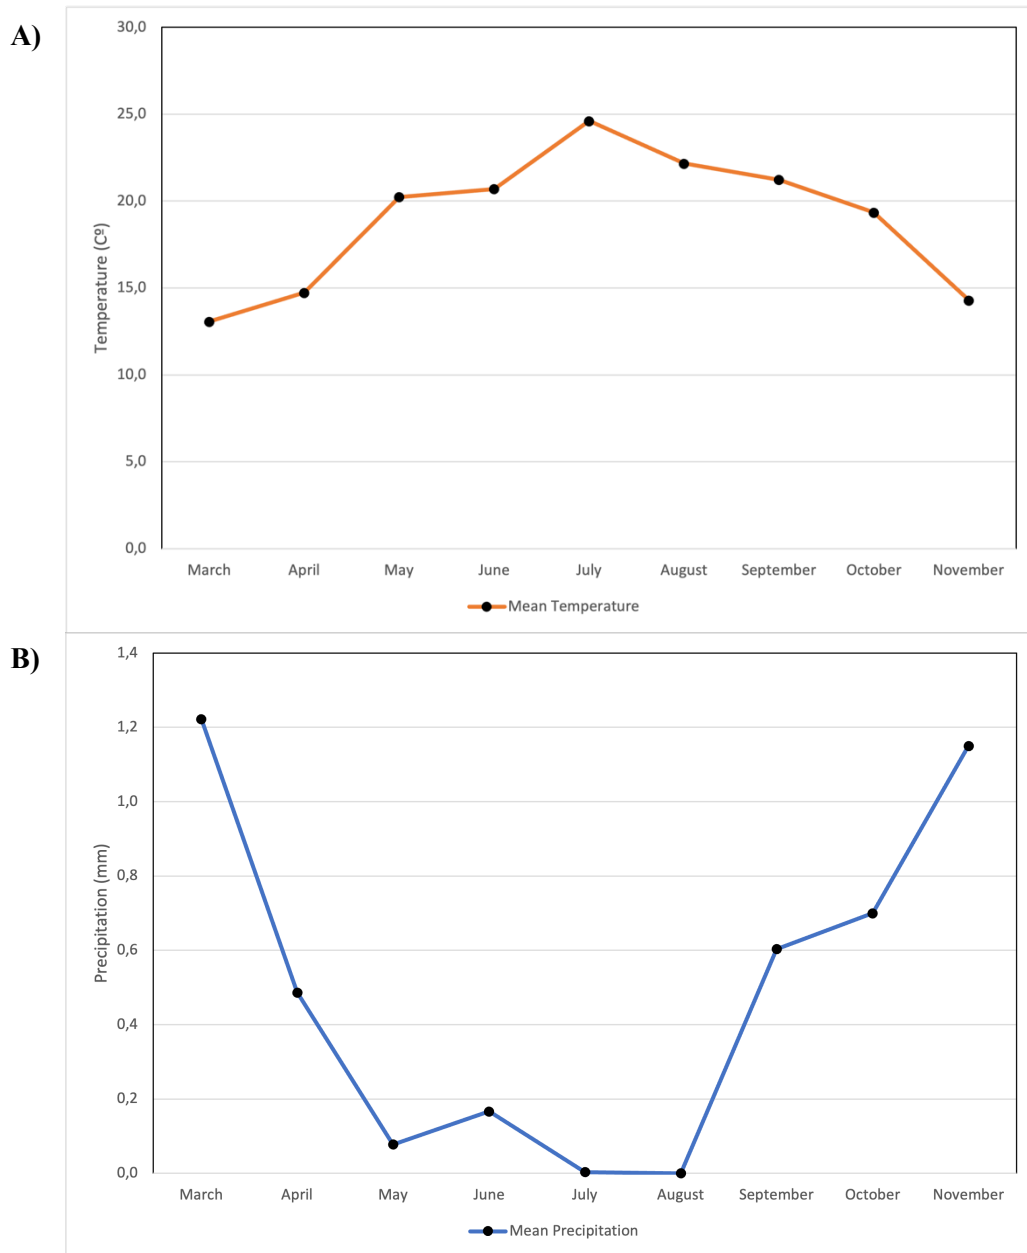 A)
30,0
25,0
20,0
15,0
10,0
5,0
0,0
Temperature (Cº)
March April May June July August September October November
Mean Temperature
B)
1,4
1,2
1,0
0,8
0,6
0,4
0,2
0,0
Precipitation (mm)
March April May June July August September October November
Mean Precipitation